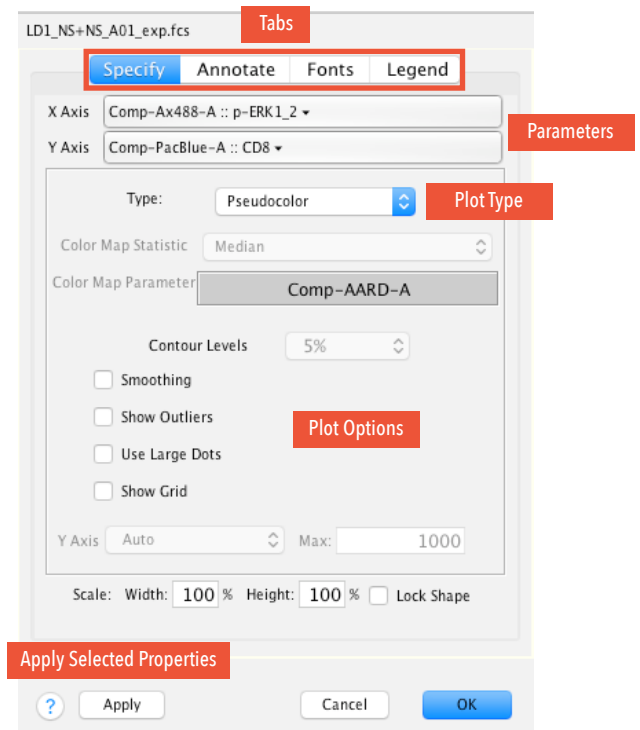 LD1_NS+NS_A01_exp.fcs
Tabs
Specify Annotate Fonts Legend
X Axis Comp-Ax488-A :: p-ERK1_2
Parameters
Y Axis Comp-PacBlue-A :: CD8
Type: Pseudocolor
Plot Type
Color Map Statistic Median
Color Map Parameter Comp-AARD-A
Contour Levels 5%
Smoothing
Show Outliers
Plot Options
Use Large Dots
Show Grid
Y Axis Auto Max: 1000
Scale: Width: 100 % Height: 100 % Lock Shape
Apply Selected Properties
? Apply Cancel OK